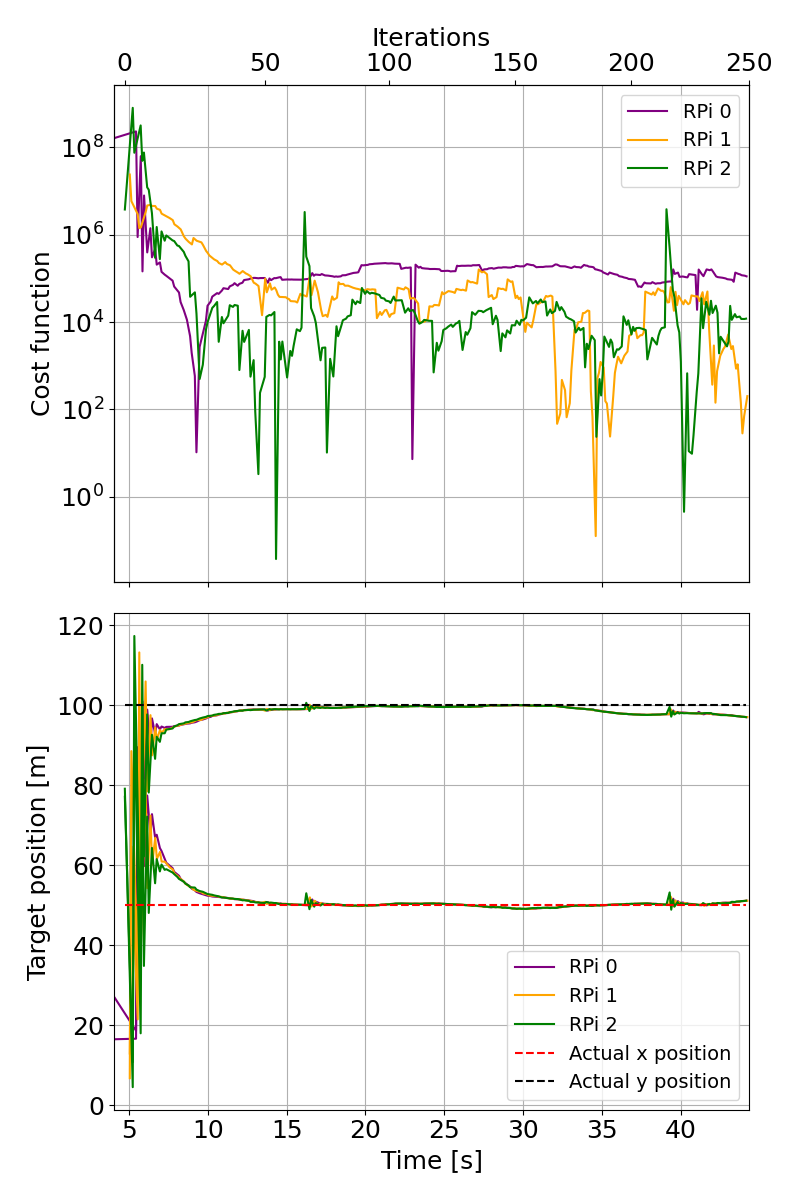 Iterations
0 50 100 150 200 250
Cost function
10^8
10^6
10^4
10^2
10^0
RPi 0
RPi 1
RPi 2
Target position [m]
120
100
80
60
40
20
0
RPi 0
RPi 1
RPi 2
Actual x position
Actual y position
5 10 15 20 25 30 35 40
Time [s]